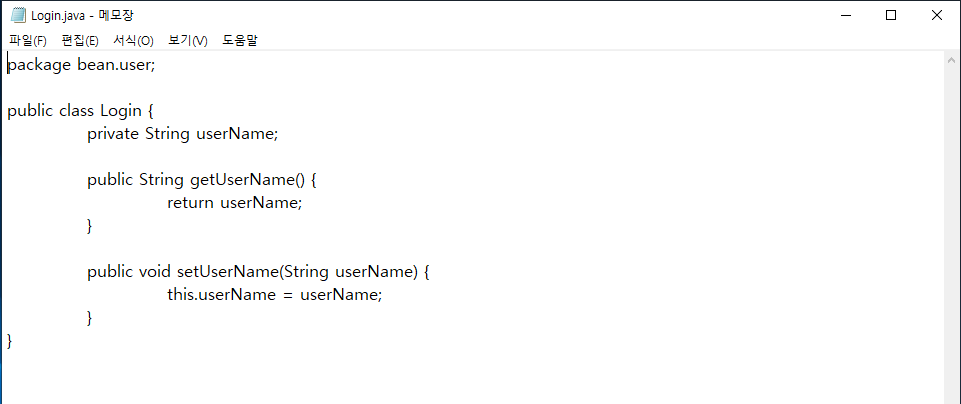 Login.java - 메모장
파일(F) 편집(E) 서식(O) 보기(V) 도움말
package bean.user;
public class Login {
private String userName;
public String getUserName() {
return userName;
}
public void setUserName(String userName) {
this.userName = userName;
}
}